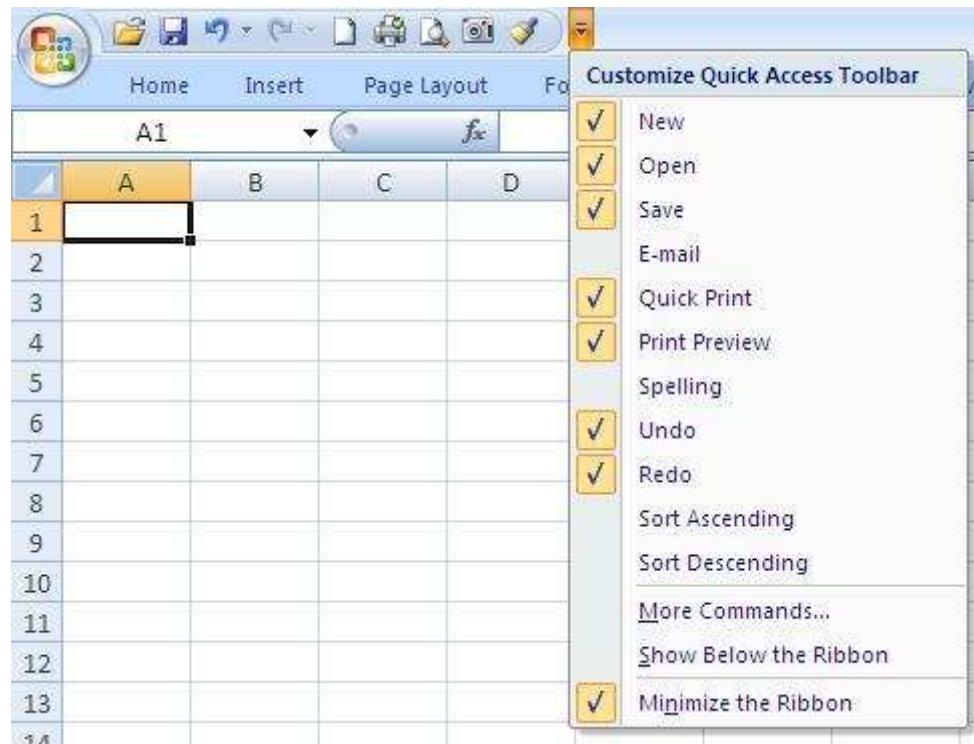 Home Insert Page Layout Fo
Customize Quick Access Toolbar
A1 fx
A B C D
1
2
3
4
5
6
7
8
9
10
11
12
13
14
New
Open
Save
E-mail
Quick Print
Print Preview
Spelling
Undo
Redo
Sort Ascending
Sort Descending
More Commands...
Show Below the Ribbon
Minimize the Ribbon